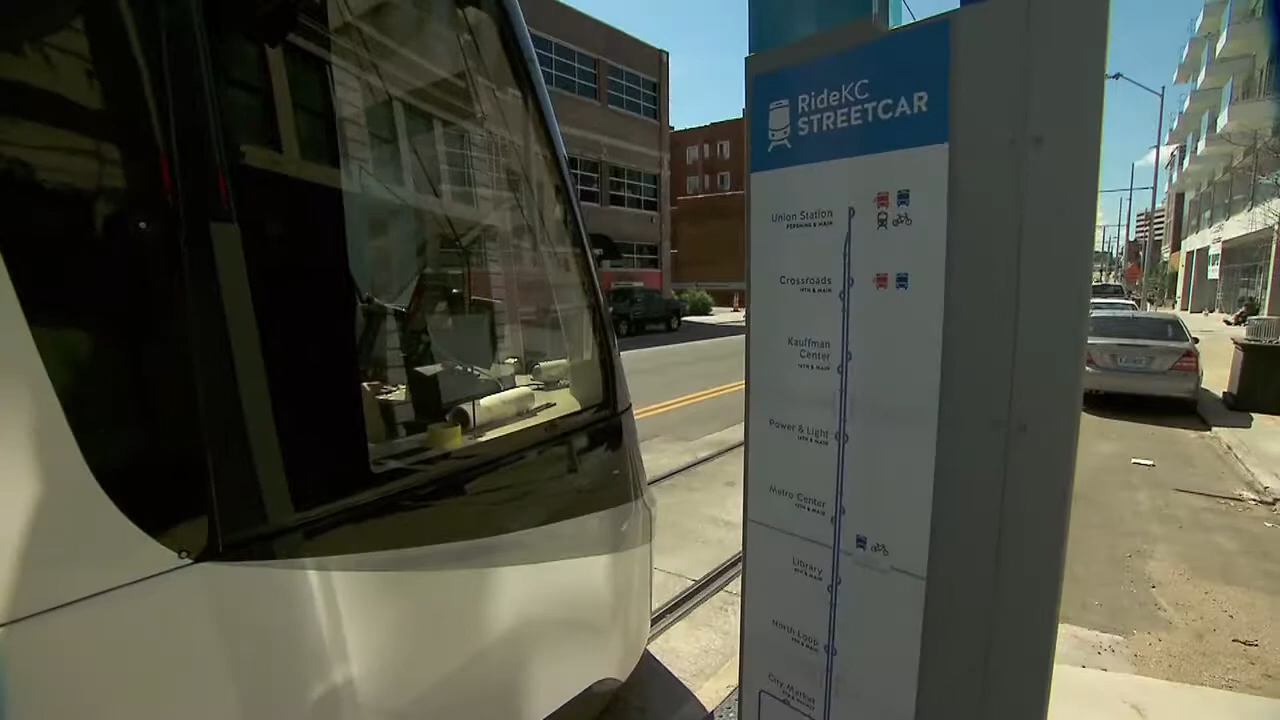 RideKC
STREETCAR
Union Station
PERSHING & MAIN
Crossroads
19TH & MAIN
Kauffman
Center
16TH & MAIN
Power & Light
14TH & MAIN
Metro Center
12TH & MAIN
Library
9TH & MAIN
North Loop
7TH & MAIN
City Market